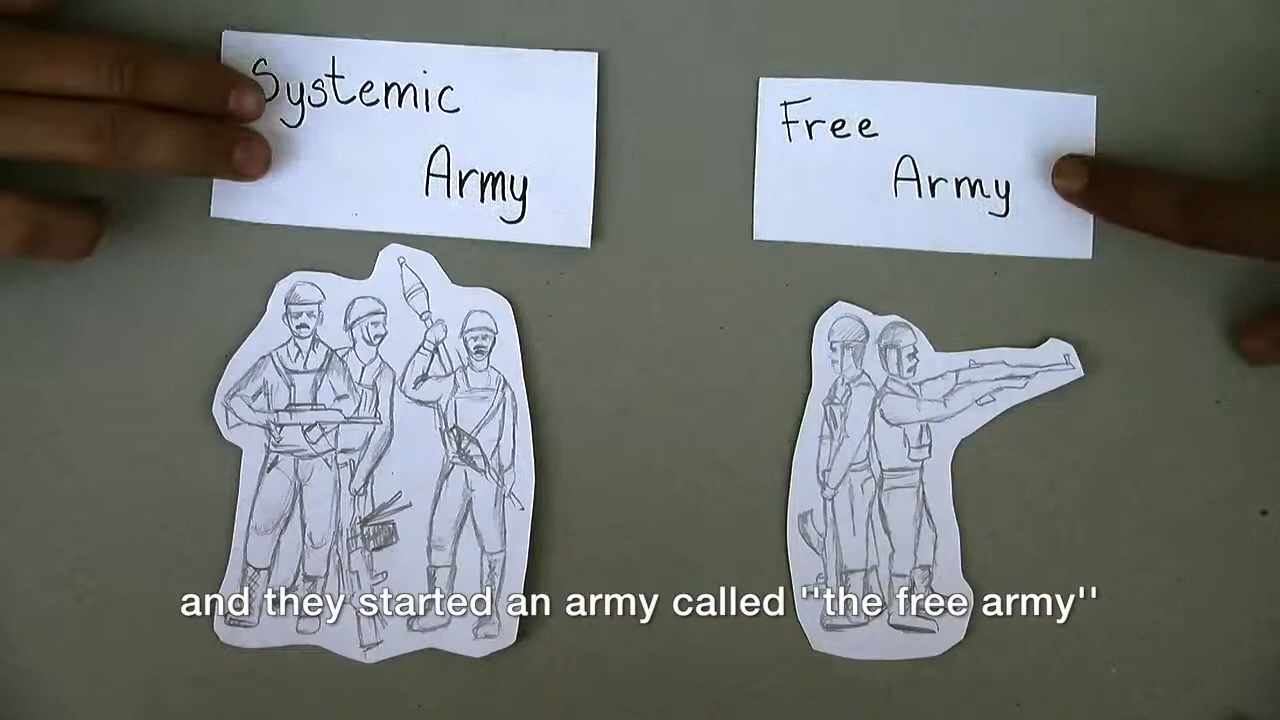 Systemic
Army
Free
Army
and they started an army called ''the free army''